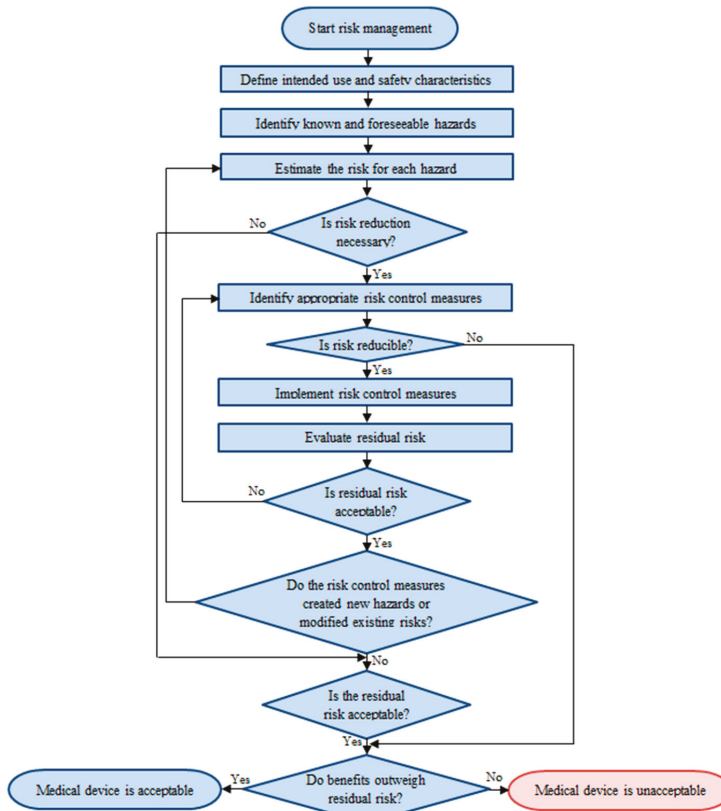 Start risk management
Define intended use and safety characteristics
Identify known and foreseeable hazards
Estimate the risk for each hazard
No
Is risk reduction
necessary?
Yes
Identify appropriate risk control measures
Is risk reducible?
No
Yes
Implement risk control measures
Evaluate residual risk
No
Is residual risk
acceptable?
Yes
Do the risk control measures
created new hazards or
modified existing risks?
No
Is the residual
risk acceptable?
Yes
Medical device is acceptable
Yes
Do benefits outweigh
residual risk?
No
Medical device is unacceptable